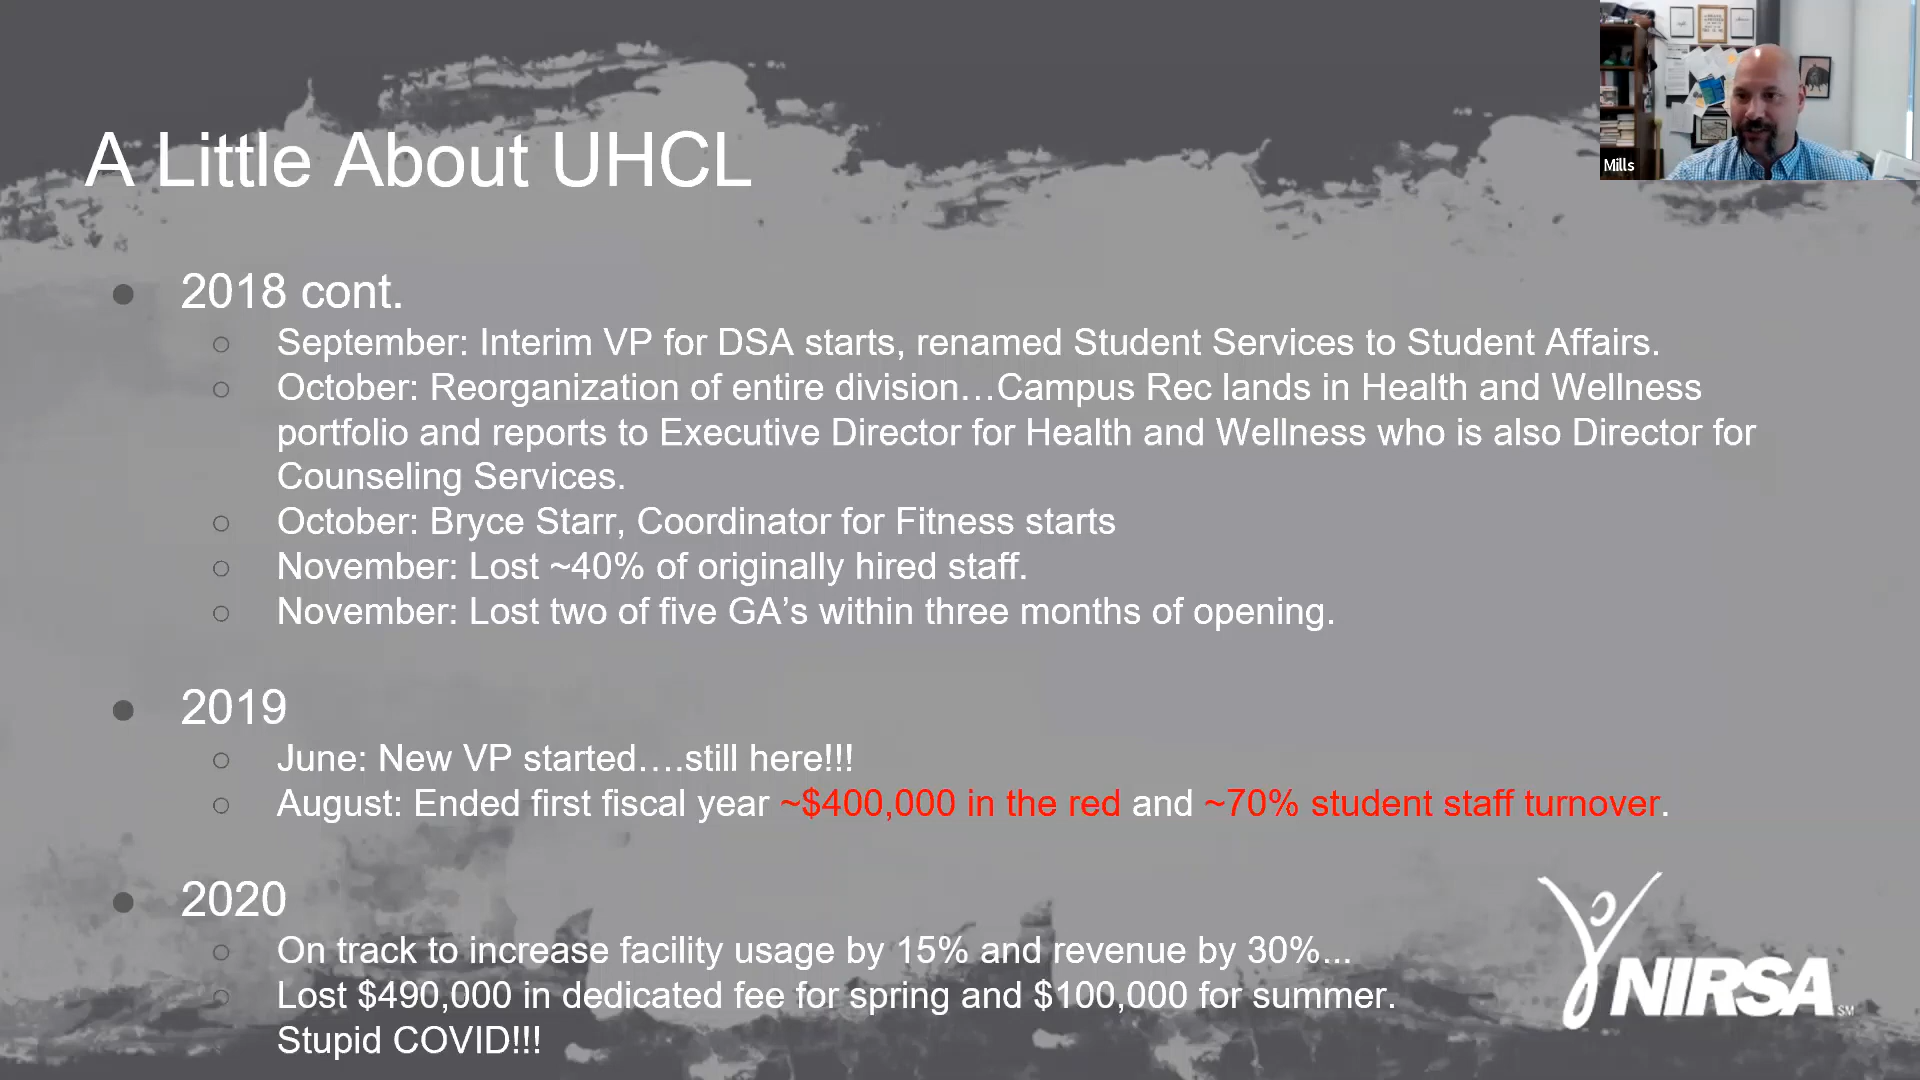 Mills
A Little About UHCL
2018 cont.
September: Interim VP for DSA starts, renamed Student Services to Student Affairs.
October: Reorganization of entire division…Campus Rec lands in Health and Wellness
portfolio and reports to Executive Director for Health and Wellness who is also Director for
Counseling Services.
October: Bryce Starr, Coordinator for Fitness starts
November: Lost ~40% of originally hired staff.
November: Lost two of five GA’s within three months of opening.
2019
June: New VP started….still here!!!
August: Ended first fiscal year ~$400,000 in the red and ~70% student staff turnover.
2020
On track to increase facility usage by 15% and revenue by 30%...
Lost $490,000 in dedicated fee for spring and $100,000 for summer.
Stupid COVID!!!
NIRSA SM